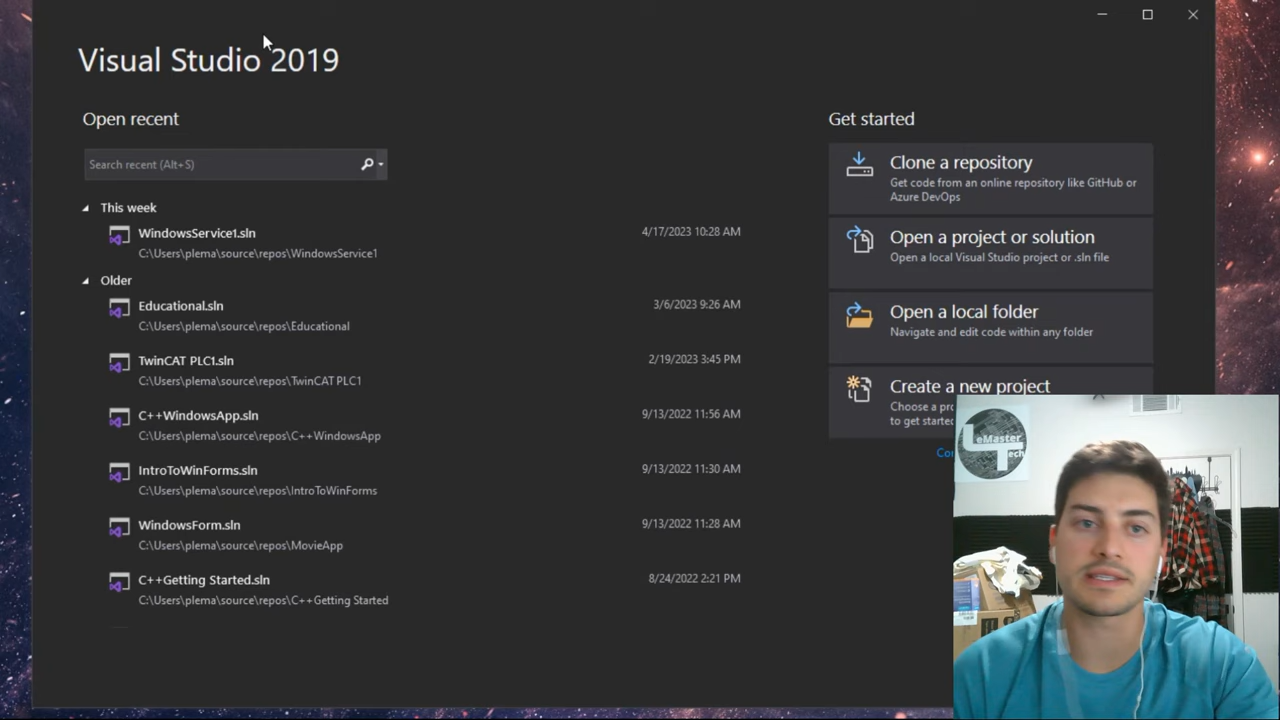 Visual Studio 2019
Open recent
Search recent (Alt+S)
This week
WindowsService1.sln
4/17/2023 10:28 AM
C:\Users\plema\source\repos\WindowsService1
Older
Educational.sln
3/6/2023 9:26 AM
C:\Users\plema\source\repos\Educational
TwinCAT PLC1.sln
2/19/2023 3:45 PM
C:\Users\plema\source\repos\TwinCAT PLC1
C++WindowsApp.sln
9/13/2022 11:56 AM
C:\Users\plema\source\repos\C++WindowsApp
IntroToWinForms.sln
9/13/2022 11:30 AM
C:\Users\plema\source\repos\IntroToWinForms
WindowsForm.sln
9/13/2022 11:28 AM
C:\Users\plema\source\repos\MovieApp
C++Getting Started.sln
8/24/2022 2:21 PM
C:\Users\plema\source\repos\C++Getting Started
Get started
Clone a repository
Get code from an online repository like GitHub or
Azure DevOps
Open a project or solution
Open a local Visual Studio project or .sln file
Open a local folder
Navigate and edit code within any folder
Create a new project
Choose a
to get started
LeMaster
Tech